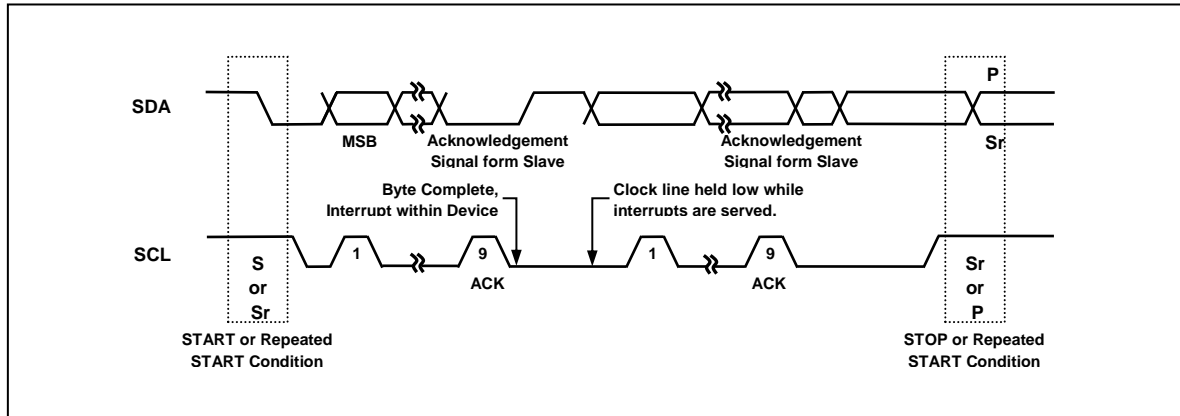 P
SDA
MSB
Acknowledgement
Signal form Slave
Acknowledgement
Signal form Slave
Sr
Byte Complete,
Interrupt within Device
Clock line held low while
interrupts are served.
SCL
1
9
1
9
S
or
Sr
ACK
ACK
Sr
or
P
START or Repeated
START Condition
STOP or Repeated
START Condition